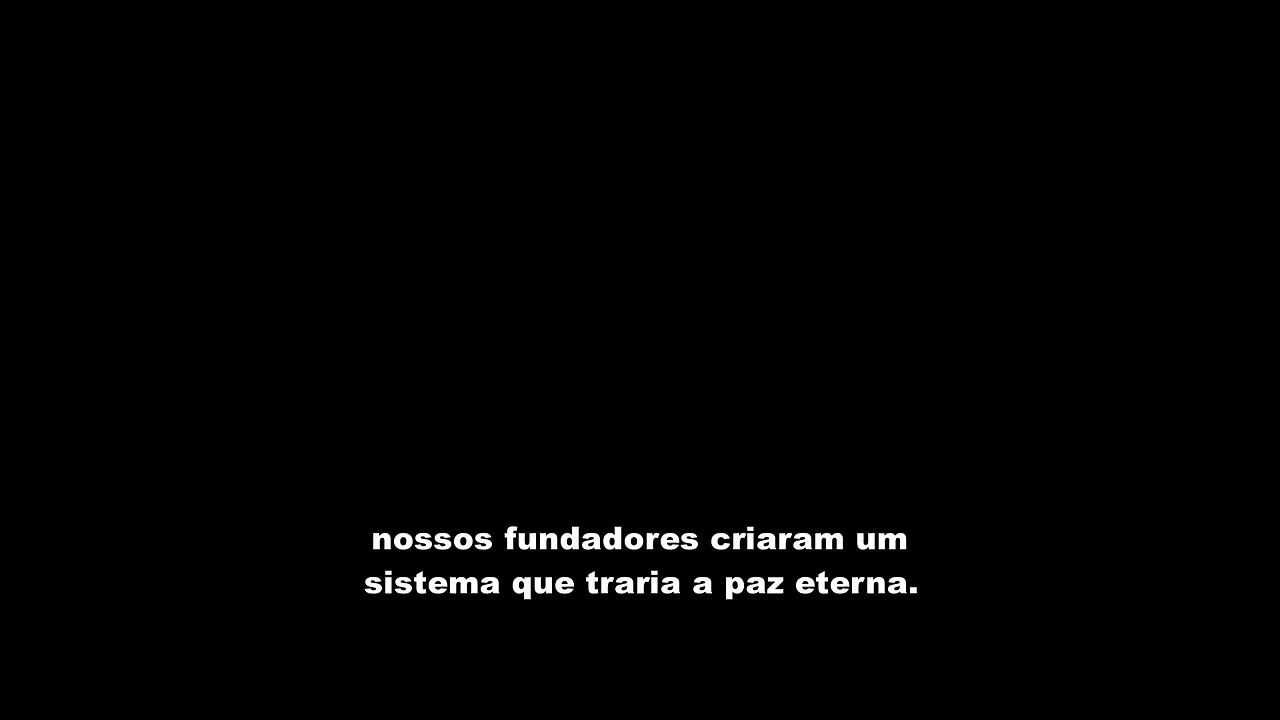 nossos fundadores criaram um
sistema que traria a paz eterna.